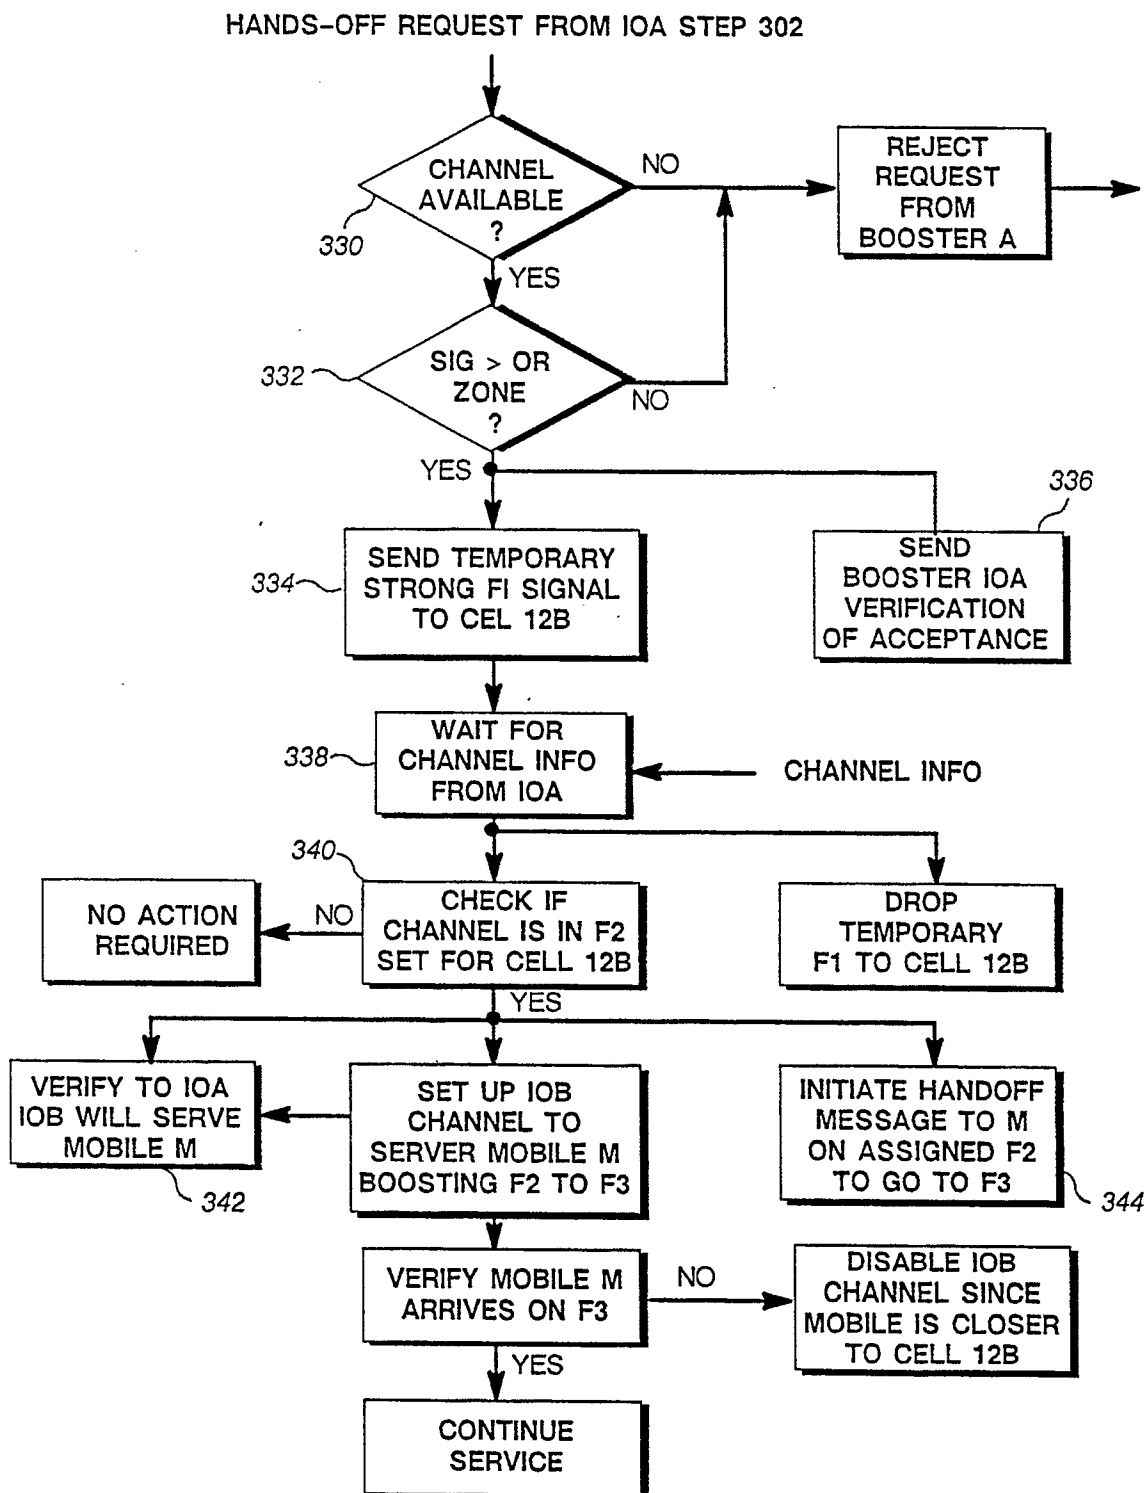 HANDS-OFF REQUEST FROM IOA STEP 302
CHANNEL
AVAILABLE
?
330
NO
YES
REJECT
REQUEST
FROM
BOOSTER A
SIG > OR
ZONE
?
332
NO
YES
334
SEND TEMPORARY
STRONG FI SIGNAL
TO CEL 12B
336
SEND
BOOSTER IOA
VERIFICATION
OF ACCEPTANCE
338
WAIT FOR
CHANNEL INFO
FROM IOA
CHANNEL INFO
340
CHECK IF
CHANNEL IS IN F2
SET FOR CELL 12B
NO
YES
NO ACTION
REQUIRED
DROP
TEMPORARY
F1 TO CELL 12B
VERIFY TO IOA
IOB WILL SERVE
MOBILE M
342
SET UP IOB
CHANNEL TO
SERVER MOBILE M
BOOSTING F2 TO F3
INITIATE HANDOFF
MESSAGE TO M
ON ASSIGNED F2
TO GO TO F3
344
VERIFY MOBILE M
ARRIVES ON F3
NO
YES
DISABLE IOB
CHANNEL SINCE
MOBILE IS CLOSER
TO CELL 12B
CONTINUE
SERVICE